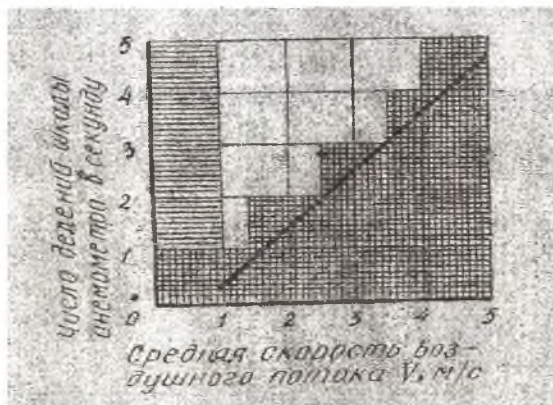 Число делений шкалы
анемометра в секунду
5
4
3
2
1
0
0 1 2 3 4 5
Средняя скорость воз-
душного потока V, м/с